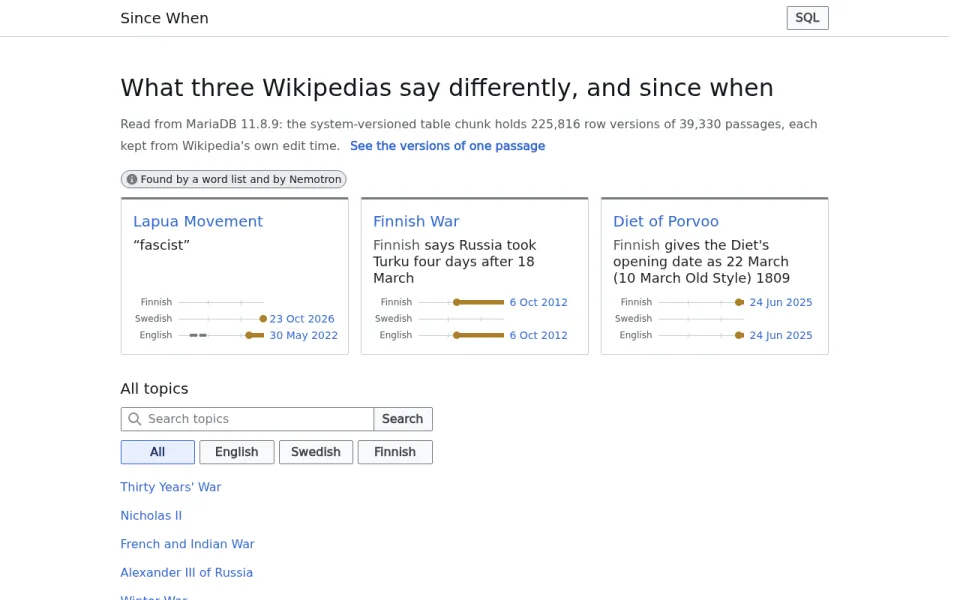 Since When
SQL
What three Wikipedias say differently, and since when
Read from MariaDB 11.8.9: the system-versioned table chunk holds 225,816 row versions of 39,330 passages, each
kept from Wikipedia's own edit time. See the versions of one passage
Found by a word list and by Nemotron
Lapua Movement
“fascist”
Finnish
Swedish 23 Oct 2026
English 30 May 2022
Finnish War
Finnish says Russia took
Turku four days after 18
March
Finnish 6 Oct 2012
Swedish
English 6 Oct 2012
Diet of Porvoo
Finnish gives the Diet's
opening date as 22 March
(10 March Old Style) 1809
Finnish 24 Jun 2025
Swedish
English 24 Jun 2025
All topics
Search topics
Search
All
English
Swedish
Finnish
Thirty Years' War
Nicholas II
French and Indian War
Alexander III of Russia
Winter War